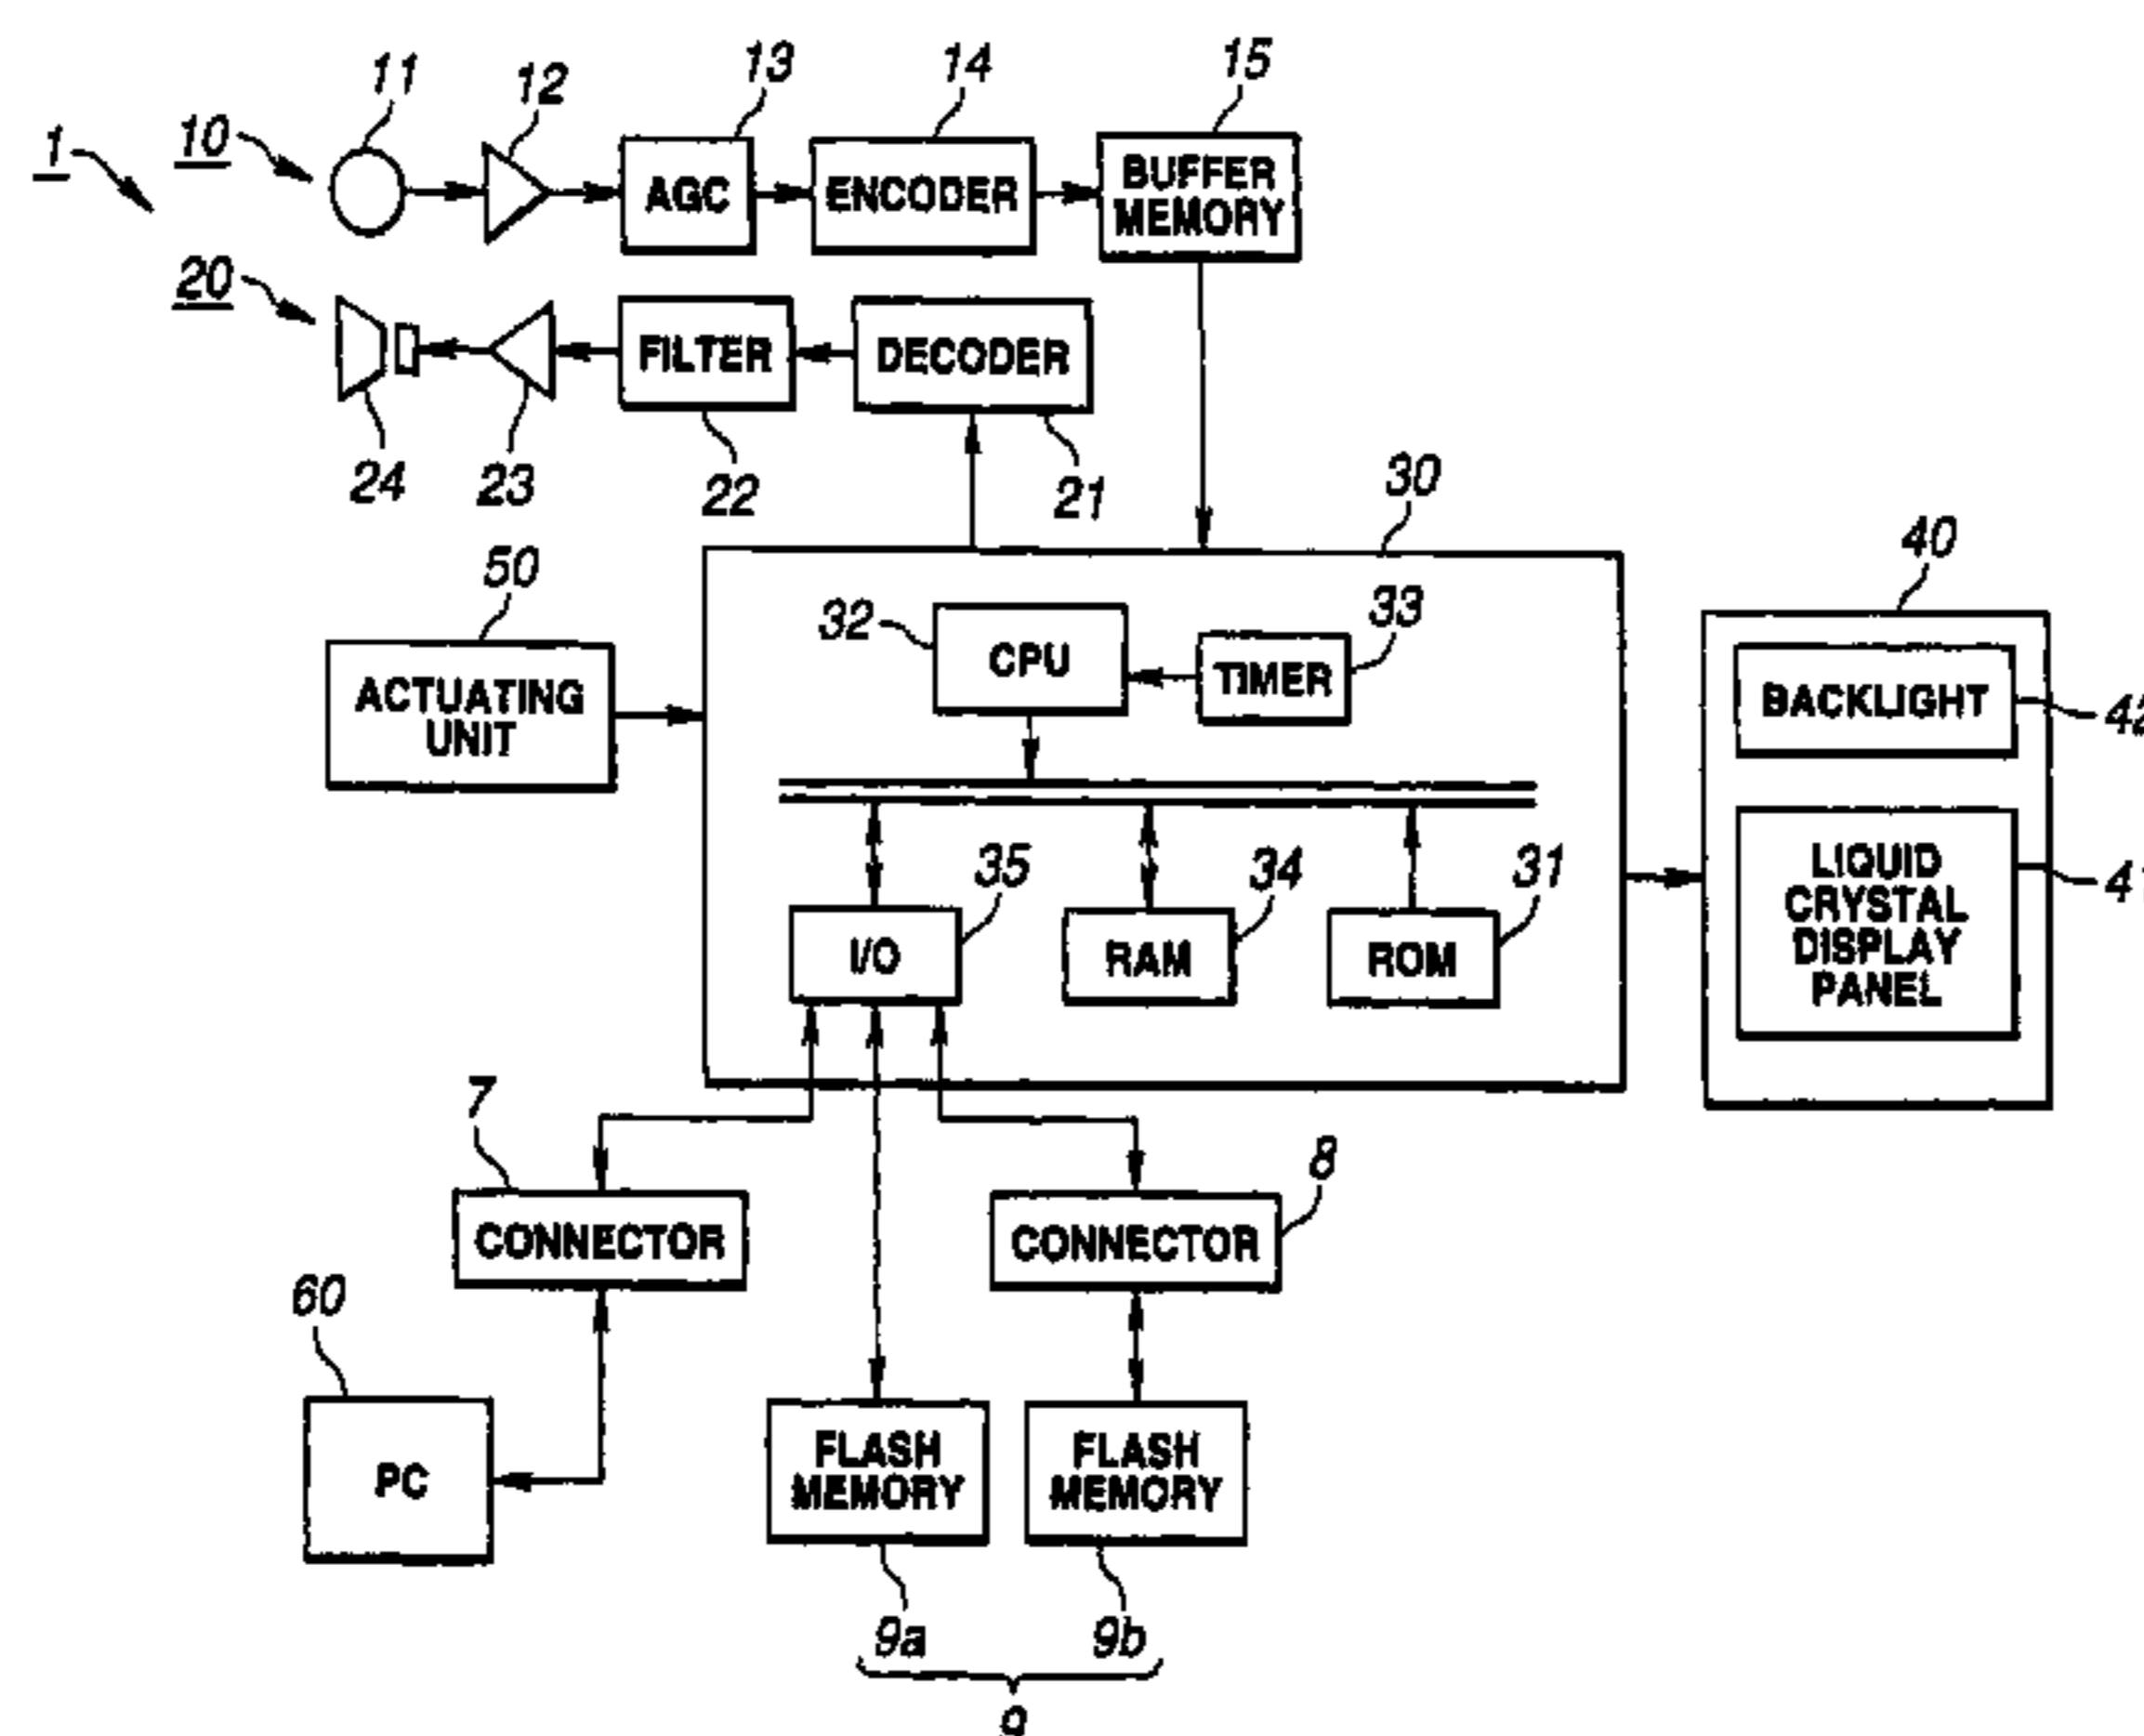 1
10
11
12
13
14
15
AGC
ENCODER
BUFFER
MEMORY
20
FILTER
DECODER
24
23
22
21
30
50
ACTUATING
UNIT
32
CPU
33
TIMER
40
BACKLIGHT
35
I/O
34
RAM
31
ROM
LIQUID
CRYSTAL
DISPLAY
PANEL
7
CONNECTOR
8
CONNECTOR
60
PC
FLASH
MEMORY
FLASH
MEMORY
9a
9b
9